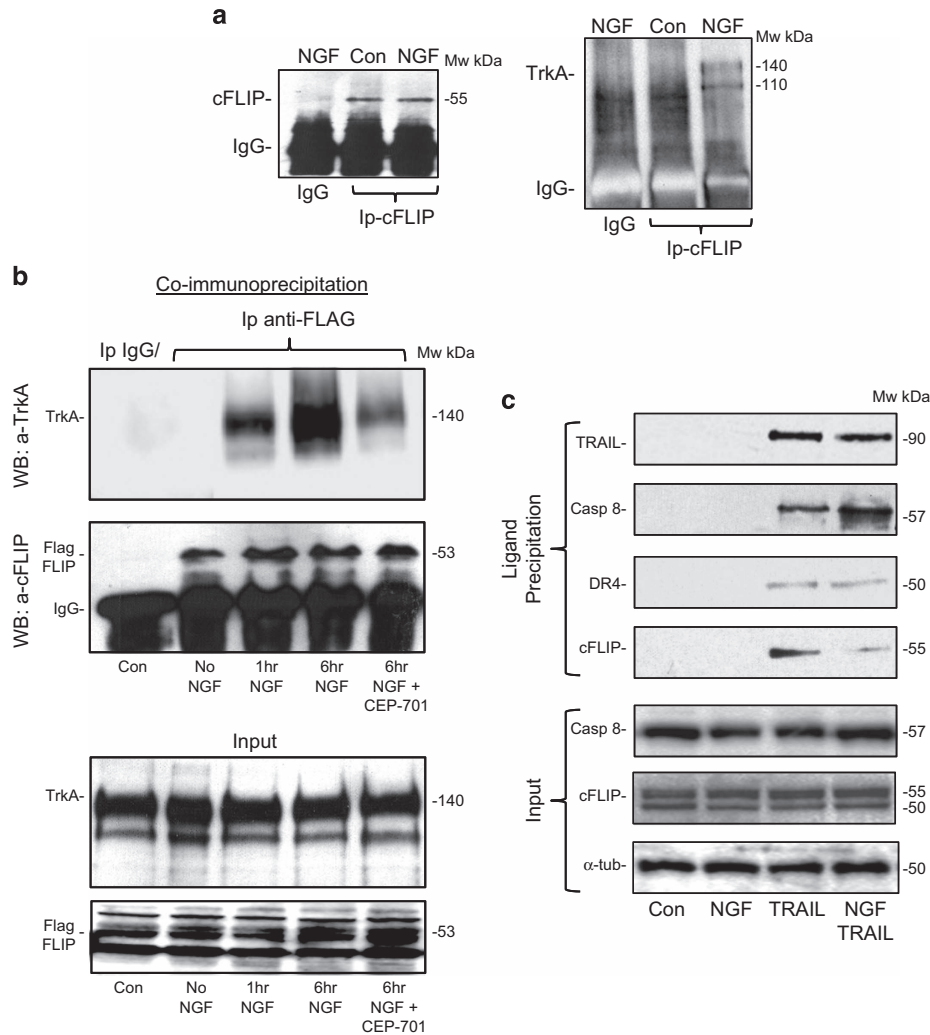 a
NGF Con NGF Mw kDa
cFLIP- -55
IgG-
IgG
Ip-cFLIP
NGF Con NGF
Mw kDa
TrkA- -140
-110
IgG-
IgG
Ip-cFLIP
b
Co-immunoprecipitation
Ip anti-FLAG
Ip IgG/ Mw kDa
WB: a-TrkA
TrkA- -140
WB: a-cFLIP
Flag -
FLIP
-53
IgG-
Con No NGF 1hr NGF 6hr NGF 6hr NGF + CEP-701
Input
TrkA- -140
Flag -
FLIP
-53
Con No NGF 1hr NGF 6hr NGF 6hr NGF + CEP-701
c
Mw kDa
Ligand
Precipitation
TRAIL- -90
Casp 8- -57
DR4- -50
cFLIP- -55
Input
Casp 8- -57
cFLIP- -55
-50
α-tub- -50
Con NGF TRAIL NGF
TRAIL